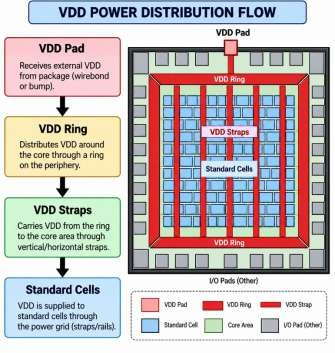 VDD POWER DISTRIBUTION FLOW
VDD Pad
Receives external VDD
from package (wirebond
or bump).
VDD Ring
Distributes VDD around
the core through a ring
on the periphery.
VDD Straps
Carries VDD from the ring
to the core area through
vertical/horizontal straps.
Standard Cells
VDD is supplied to
standard cells through
the power grid (straps/rails).
VDD Pad
VDD Ring
VDD Straps
Standard Cells
VDD Ring
I/O Pads (Other)
VDD Pad
VDD Ring
VDD Strap
Standard Cell
Core Area
I/O Pad (Other)